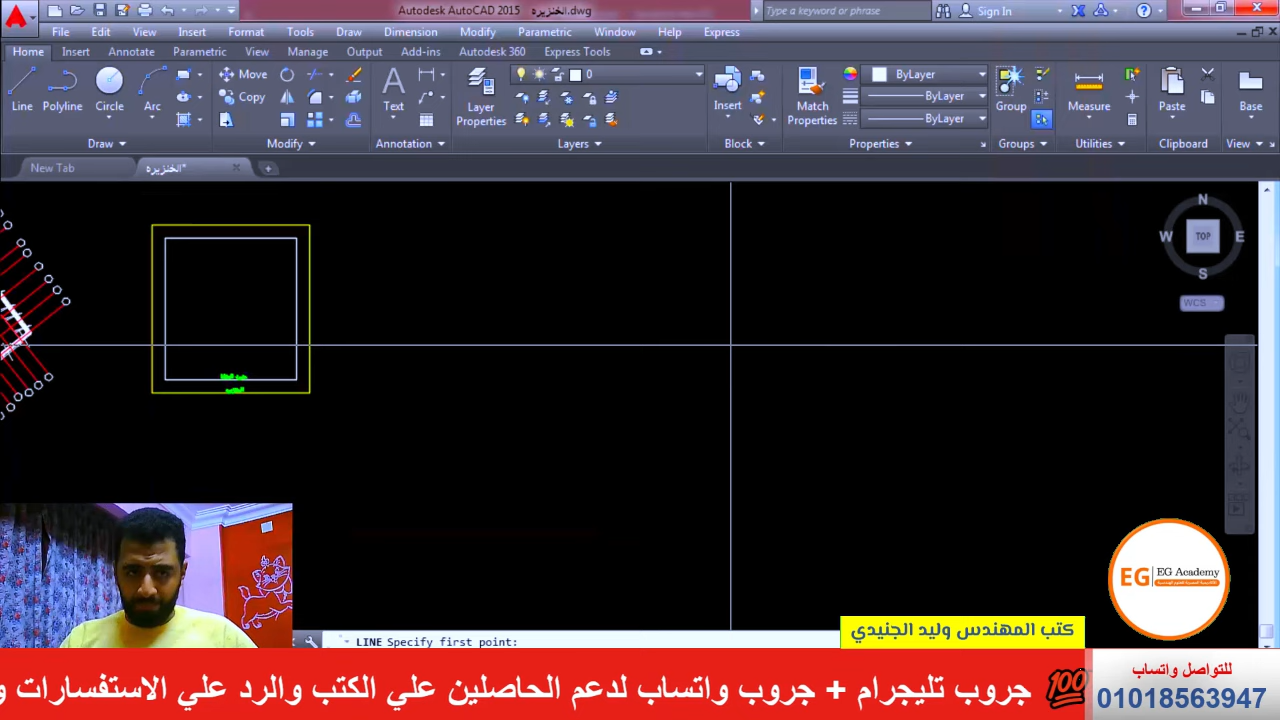 Autodesk AutoCAD 2015 الخنزيره.dwg
Type a keyword or phrase
Sign In
File Edit View Insert Format Tools Draw Dimension Modify Parametric Window Help Express
Home Insert Annotate Parametric View Manage Output Add-ins Autodesk 360 Express Tools
Line Polyline Circle Arc
Move
Copy
Text
Layer Properties
0
Insert
Match Properties
ByLayer
ByLayer
ByLayer
Group
Measure
Paste
Base
Draw Modify Annotation Layers Block Properties Groups Utilities Clipboard View
New Tab
الخنزيره*
N
W TOP E
S
WCS
EG EG Academy
LINE Specify first point:
كتب المهندس وليد الجنيدي
💯 جروب تليجرام + جروب واتساب لدعم الحاصلين علي الكتب والرد علي الاستفسارات و
للتواصل واتساب
01018563947